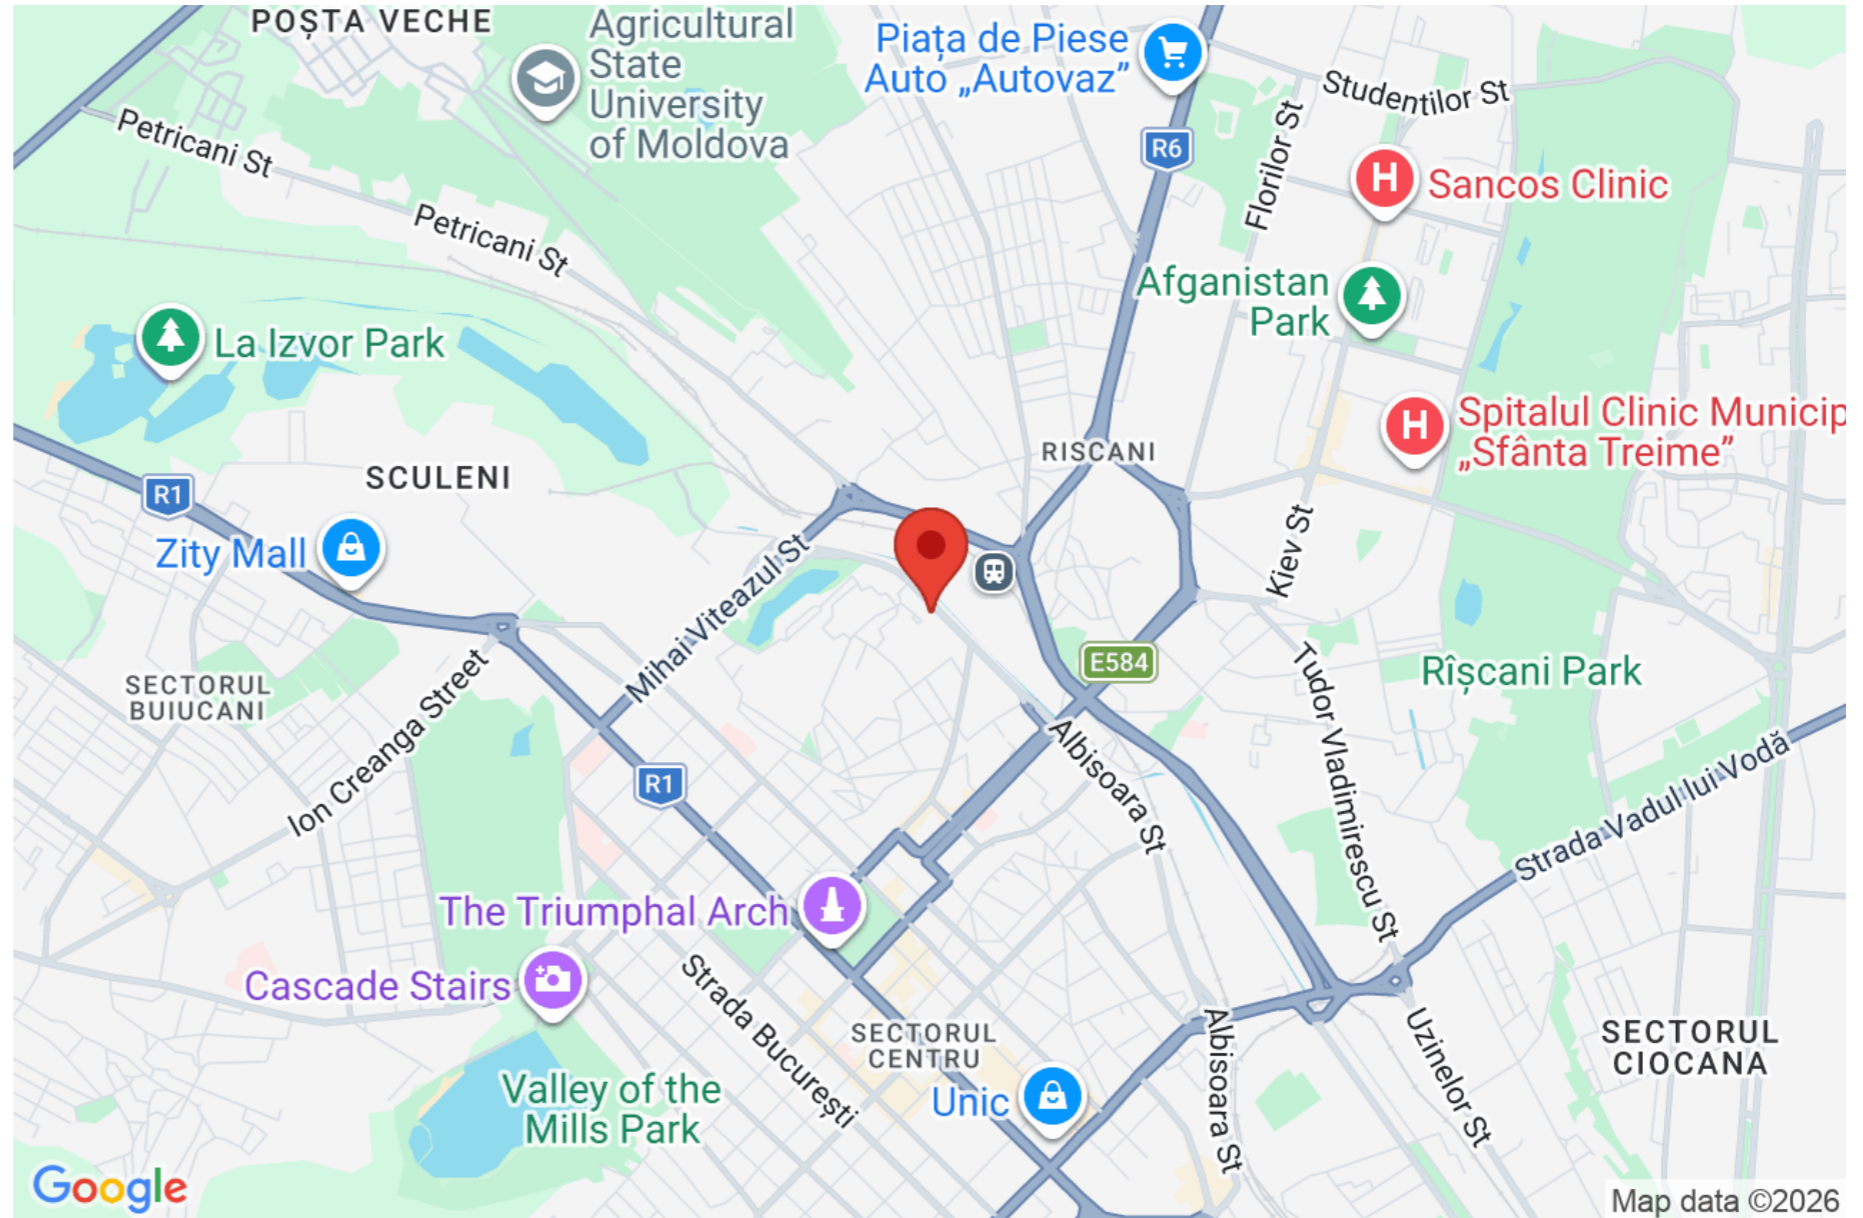 POȘTA VECHE
Agricultural
State
University
of Moldova
Piața de Piese
Auto „Autovaz”
Studentilor St
R6
Petricani St
Florilor St
Sancos Clinic
Petricani St
Afganistan
Park
La Izvor Park
Spitalul Clinic Municip
„Sfânta Treime”
RISCANI
SCULENI
R1
Zity Mall
Mihai Viteazul St
Kiev St
E584
Rîșcani Park
SECTORUL
BUIUCANI
Ion Creanga Street
Tudor Vladimirescu St
R1
Albisoara St
Strada Vadul lui Vodă
The Triumphal Arch
Cascade Stairs
Strada București
SECTORUL
CENTRU
Albisoara St
Uzinelor St
SECTORUL
CIOCANA
Valley of the
Mills Park
Unic
Google
Map data ©2026